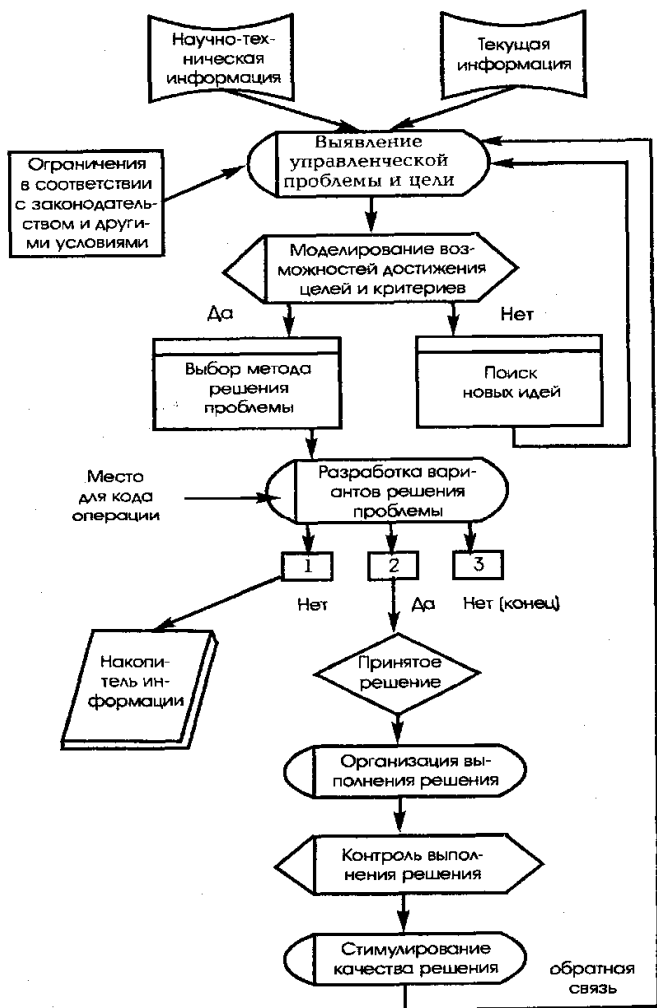 Научно-тех-
ническая
информация
Текущая
информация
Выявление
управленческой
проблемы и цели
Ограничения
в соответствии
с законодатель-
ством и други-
ми условиями
Моделирование воз-
можностей достижения
целей и критериев
Да
Нет
Выбор метода
решения
проблемы
Поиск
новых идей
Место
для кода
операции
Разработка вари-
антов решения
проблемы
1
2
3
Нет
Да
Нет (конец)
Накопи-
тель ин-
формации
Принятое
решение
Организация вы-
полнения решения
Контроль выпол-
нения решения
Стимулирование
качества решения
обратная
связь